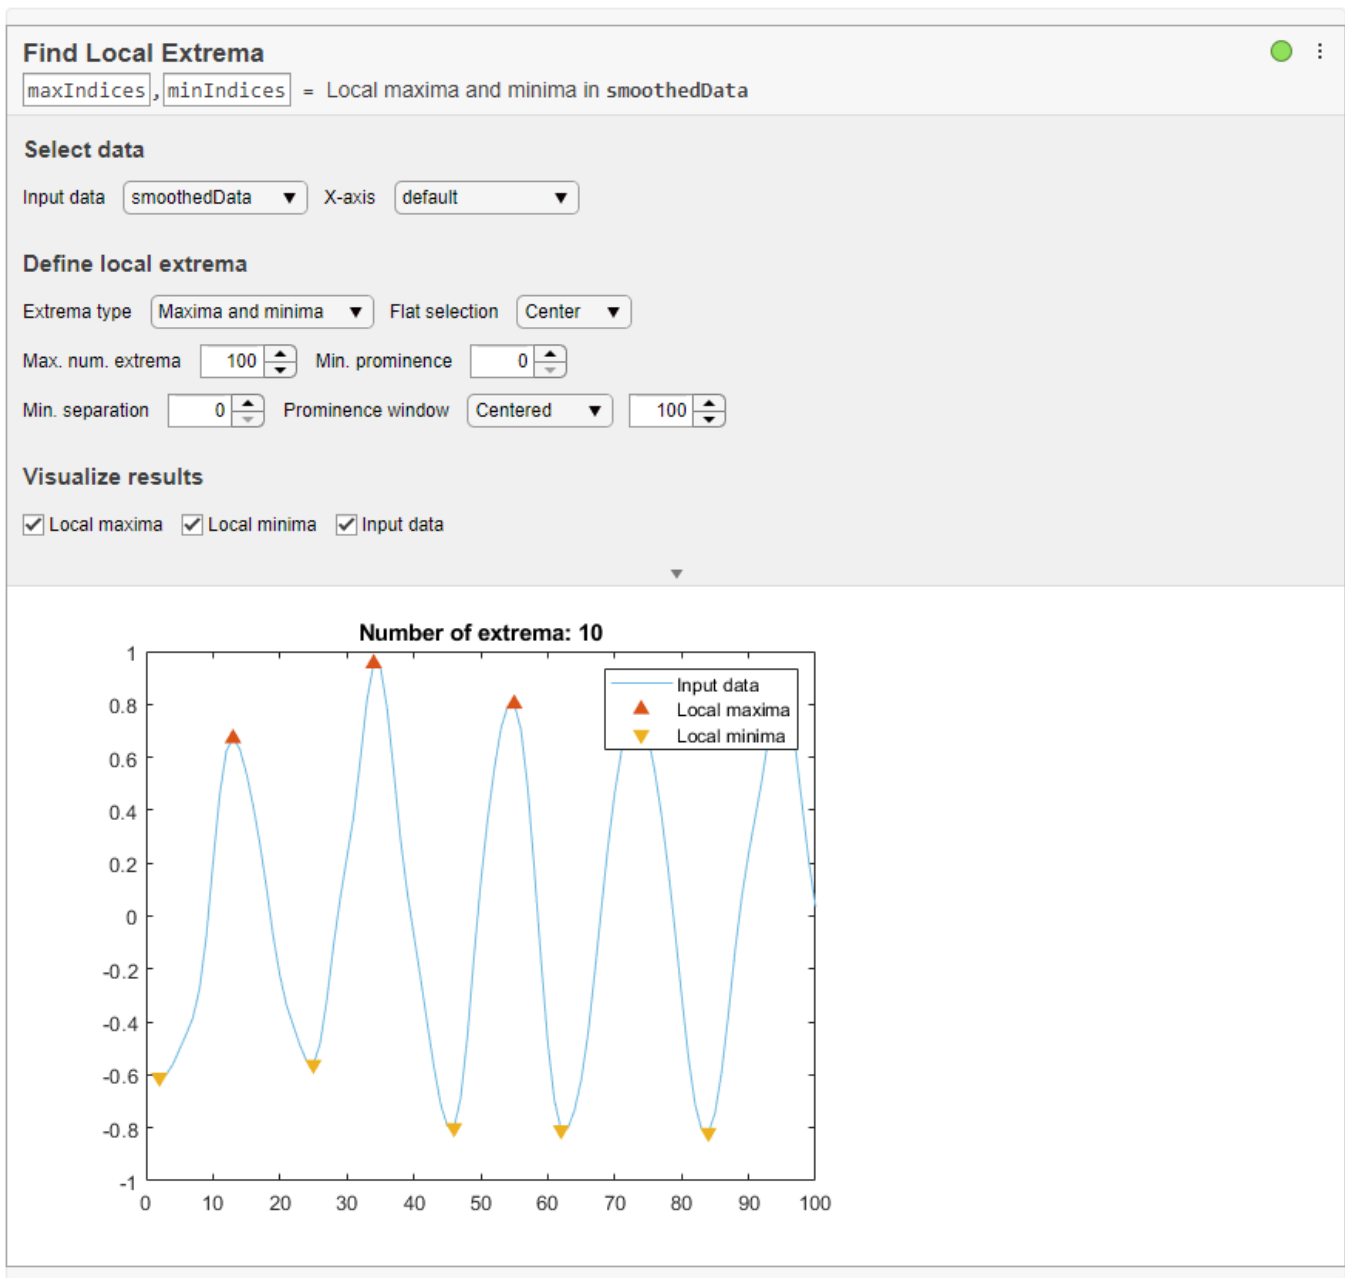 Find Local Extrema
maxIndices , minIndices = Local maxima and minima in smoothedData
Select data
Input data smoothedData X-axis default
Define local extrema
Extrema type Maxima and minima Flat selection Center
Max. num. extrema 100 Min. prominence 0
Min. separation 0 Prominence window Centered 100
Visualize results
Local maxima Local minima Input data
Number of extrema: 10
1
0.8
0.6
0.4
0.2
0
-0.2
-0.4
-0.6
-0.8
-1
Input data
Local maxima
Local minima
0 10 20 30 40 50 60 70 80 90 100